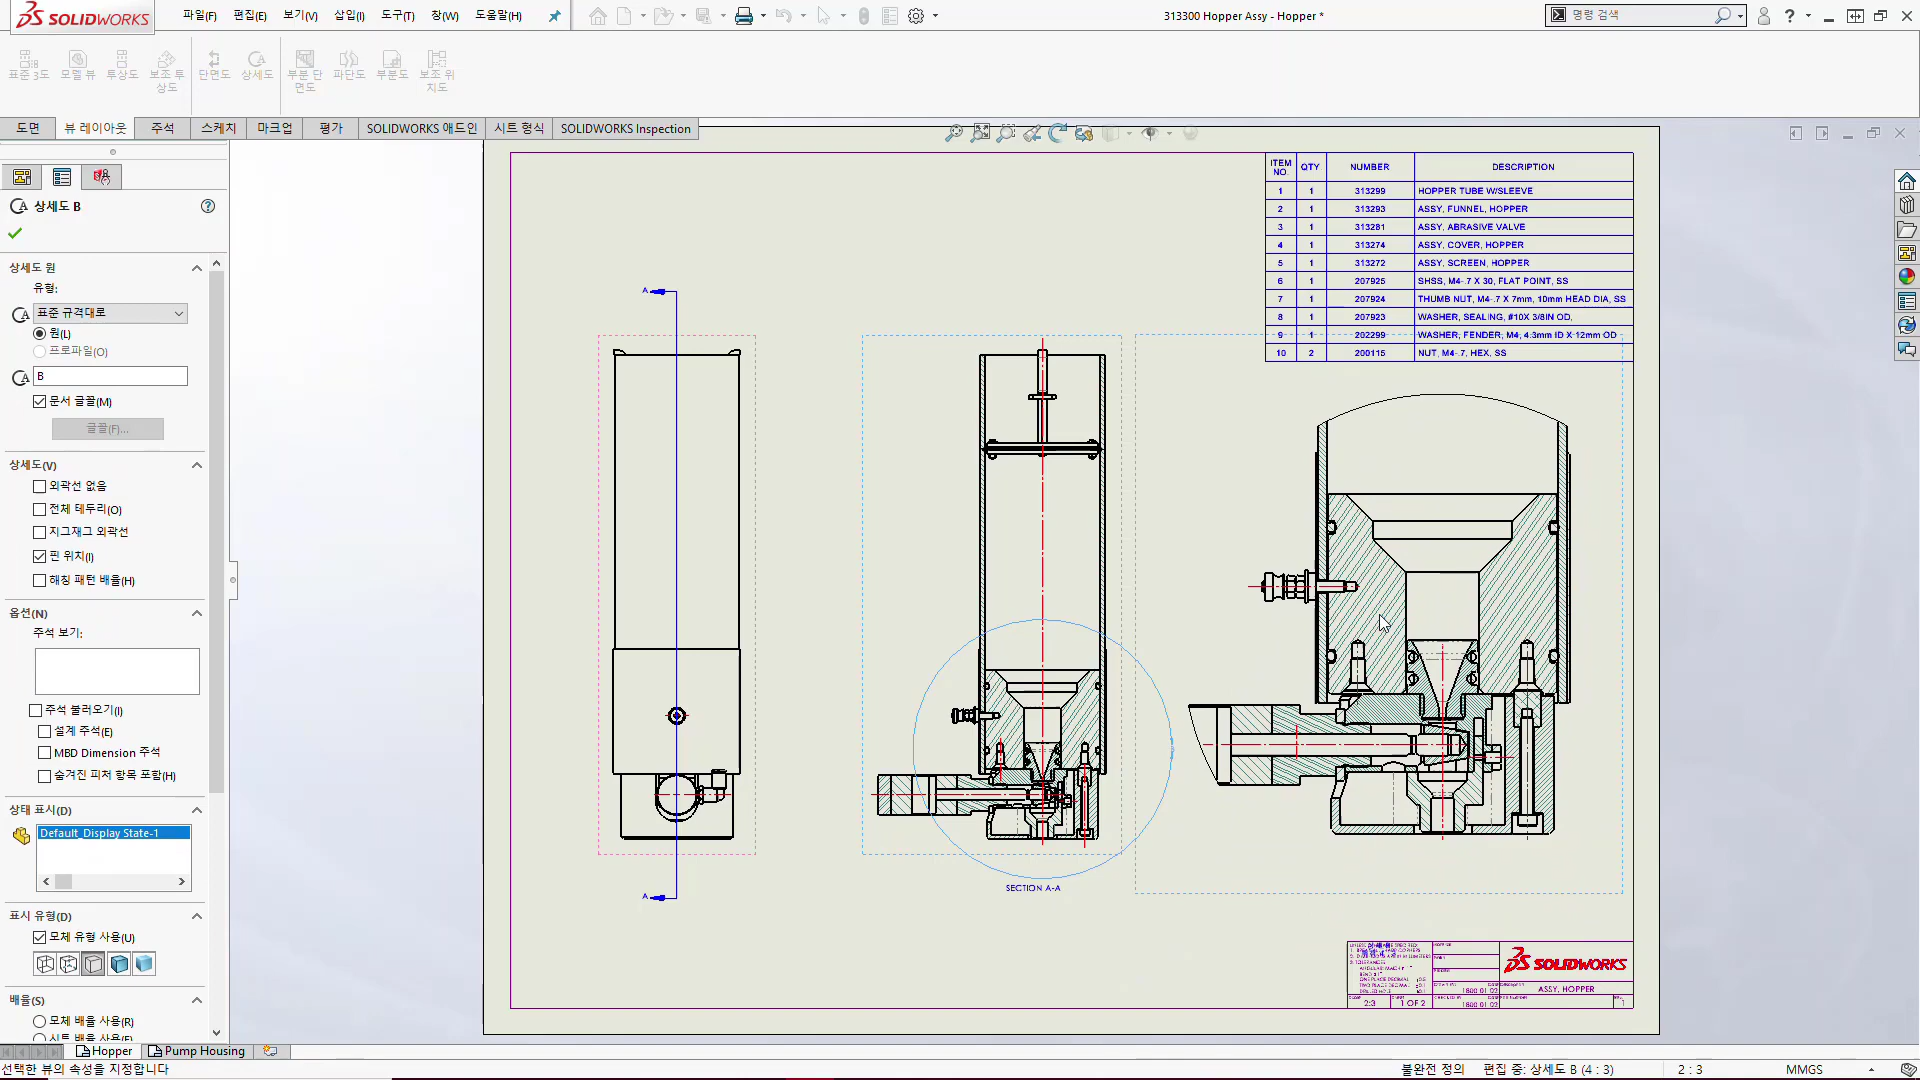 SOLIDWORKS 파일(F) 편집(E) 보기(V) 삽입(I) 도구(T) 창(W) 도움말(H) 313300 Hopper Assy - Hopper * 명령 검색
표준 3도 모델 뷰 투상도 보조 투상도 단면도 상세도 부분 단면도 파단도 부분도 보조 위치도
도면 뷰 레이아웃 주석 스케치 마크업 평가 SOLIDWORKS 애드인 시트 형식 SOLIDWORKS Inspection
상세도 B
상세도 원
유형:
표준 규격대로
원(L)
프로파일(O)
B
문서 글꼴(M)
글꼴(F)...
상세도(V)
외곽선 없음
전체 테두리(O)
지그재그 외곽선
핀 위치(I)
해칭 패턴 배율(H)
옵션(N)
주석 보기:
주석 불러오기(I)
설계 주석(E)
MBD Dimension 주석
숨겨진 피처 항목 포함(H)
상태 표시(D)
Default_Display State-1
표시 유형(D)
모체 유형 사용(U)
배율(S)
모체 배율 사용(R)
시트 배율 사용(E)
ITEM NO. QTY NUMBER DESCRIPTION
1 1 313299 HOPPER TUBE W/SLEEVE
2 1 313293 ASSY, FUNNEL, HOPPER
3 1 313281 ASSY, ABRASIVE VALVE
4 1 313274 ASSY, COVER, HOPPER
5 1 313272 ASSY, SCREEN, HOPPER
6 1 207925 SHSS, M4-.7 X 30, FLAT POINT, SS
7 1 207924 THUMB NUT, M4-.7 X 7mm, 10mm HEAD DIA, SS
8 1 207923 WASHER, SEALING, #10X 3/8IN OD,
9 1 202299 WASHER, FENDER, M4, 4.3mm ID X 12mm OD
10 2 200115 NUT, M4-.7, HEX, SS
A
A
SECTION A-A
SOLIDWORKS
ASSY, HOPPER
2:3 1 OF 2 1
Hopper Pump Housing
선택한 뷰의 속성을 지정합니다 불완전 정의 편집 중: 상세도 B (4 : 3) 2 : 3 MMGS